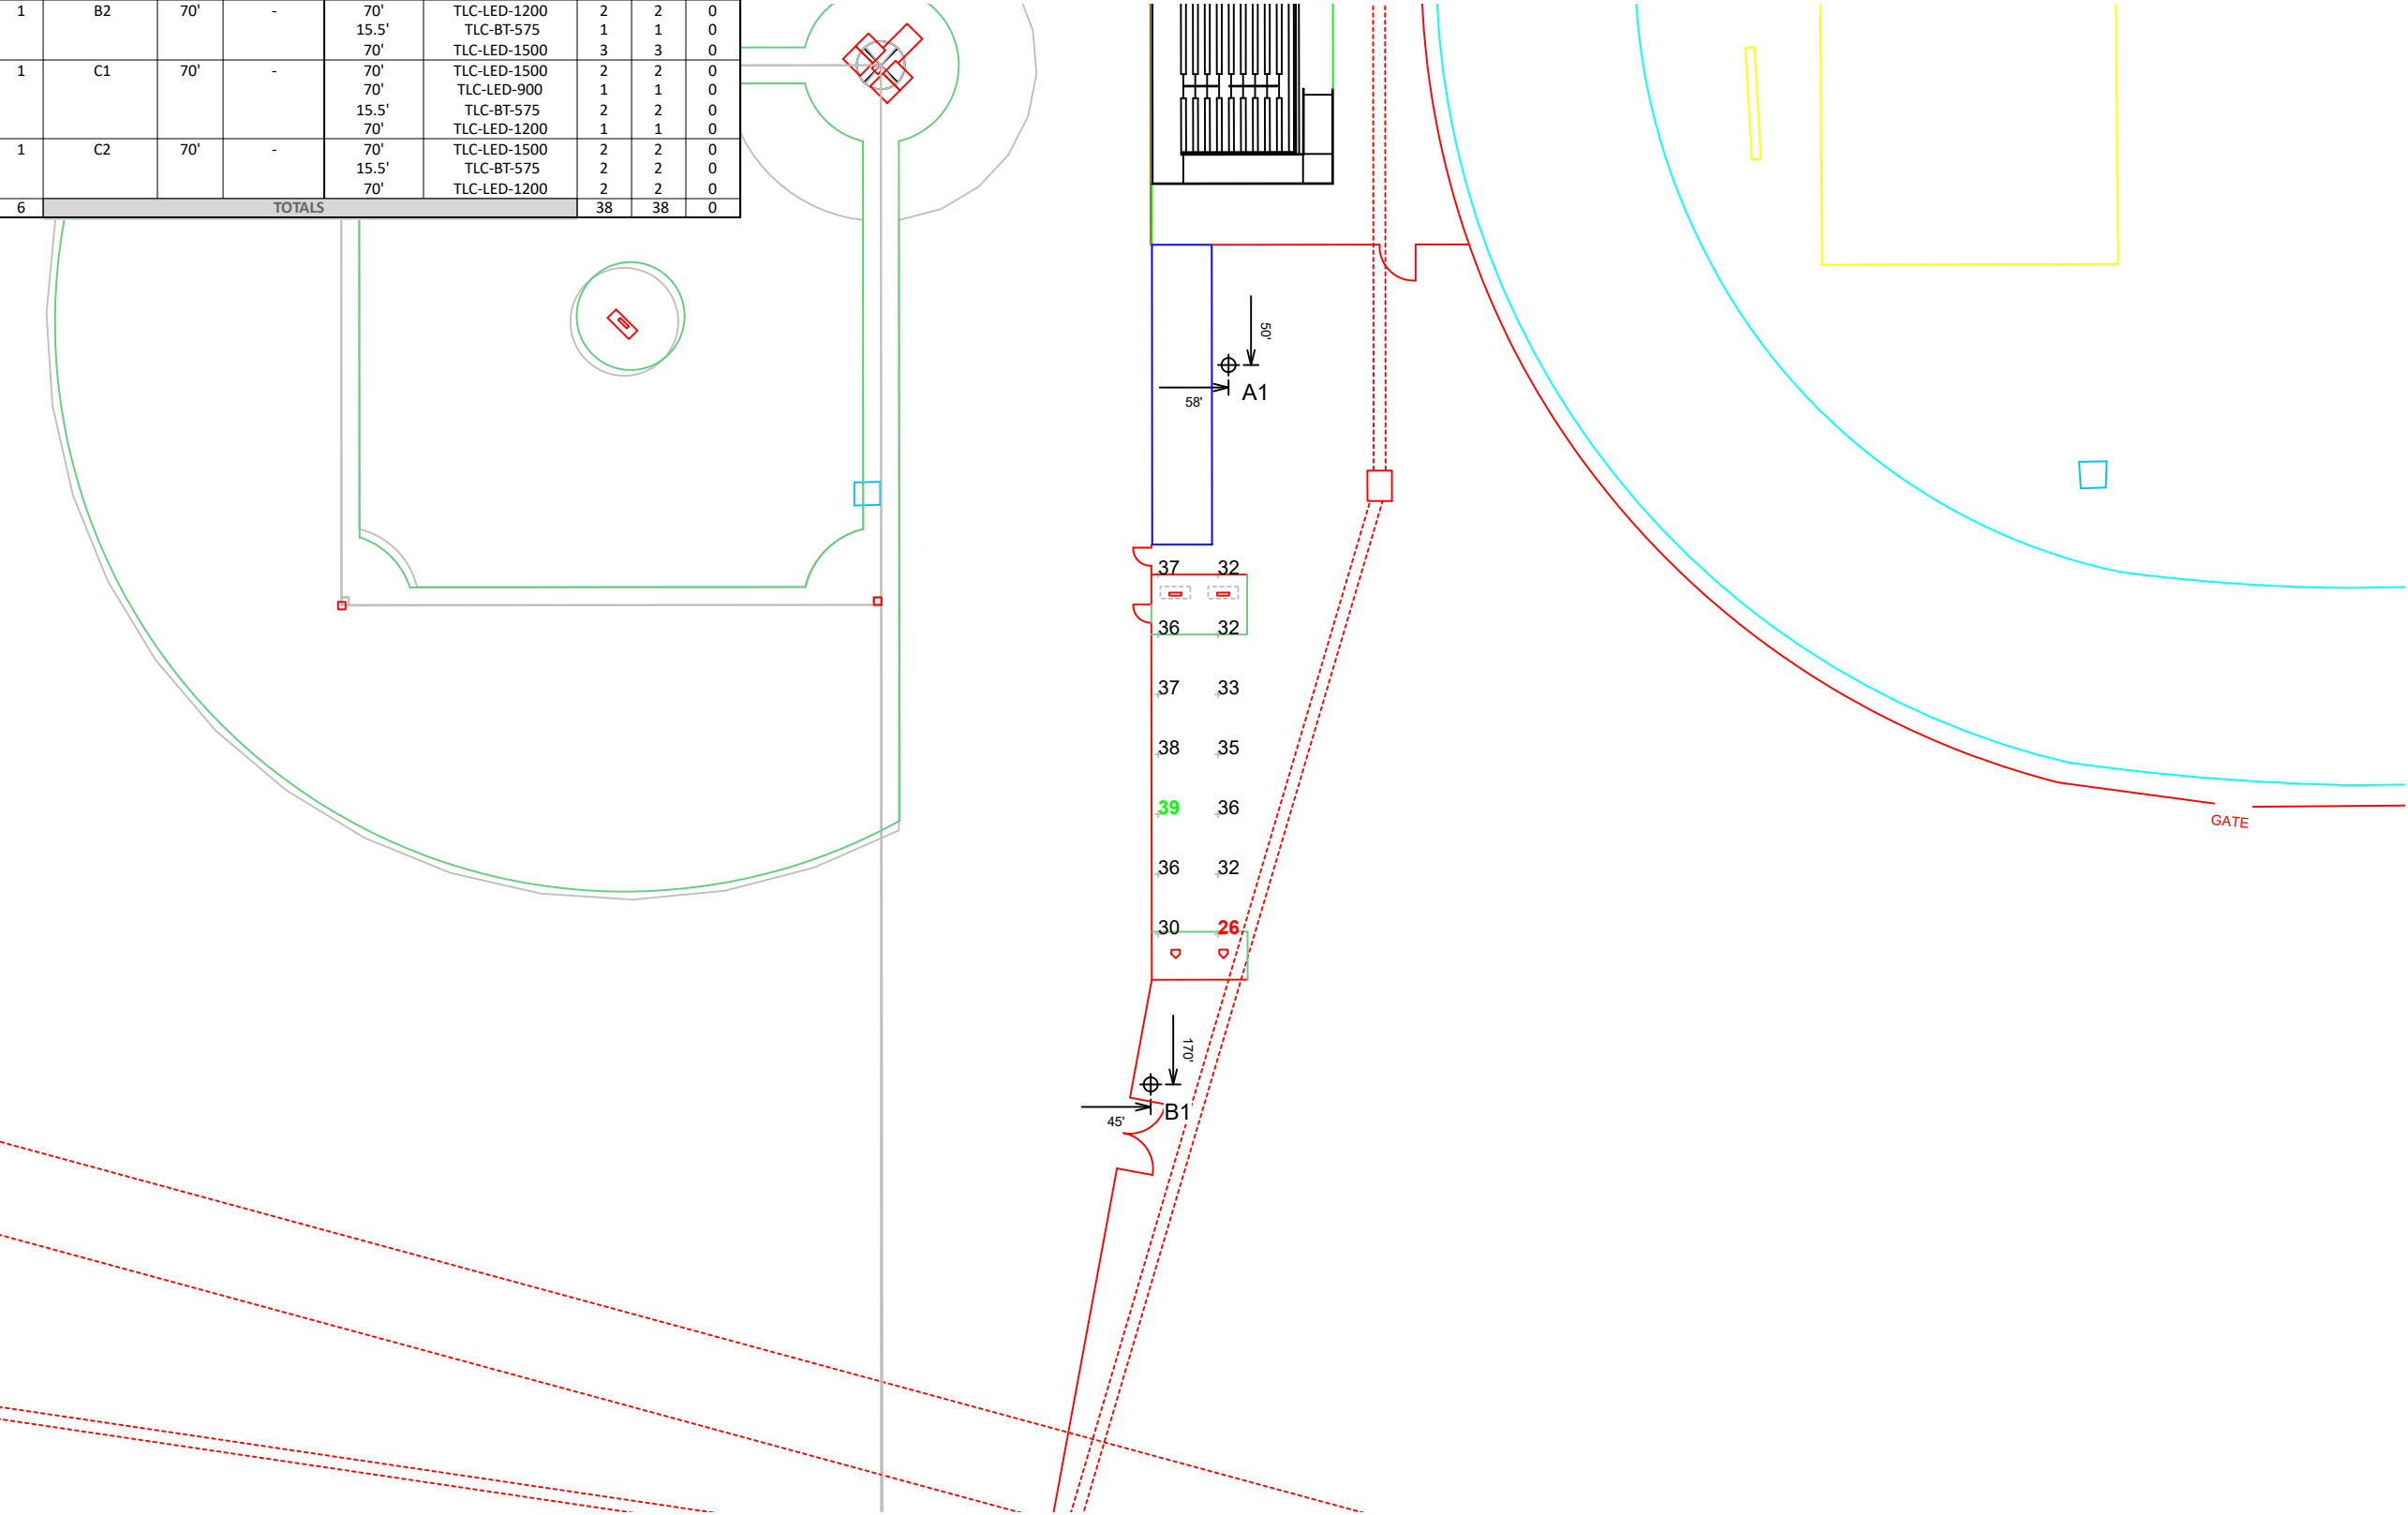 1 B2 70' - 70' TLC-LED-1200 2 2 0
15.5' TLC-BT-575 1 1 0
70' TLC-LED-1500 3 3 0
1 C1 70' - 70' TLC-LED-1500 2 2 0
70' TLC-LED-900 1 1 0
15.5' TLC-BT-575 2 2 0
70' TLC-LED-1200 1 1 0
1 C2 70' - 70' TLC-LED-1500 2 2 0
15.5' TLC-BT-575 2 2 0
70' TLC-LED-1200 2 2 0
6 TOTALS 38 38 0
50'
58'
A1
37 32
36 32
37 33
38 35
39 36
36 32
30 26
170'
45'
B1
GATE